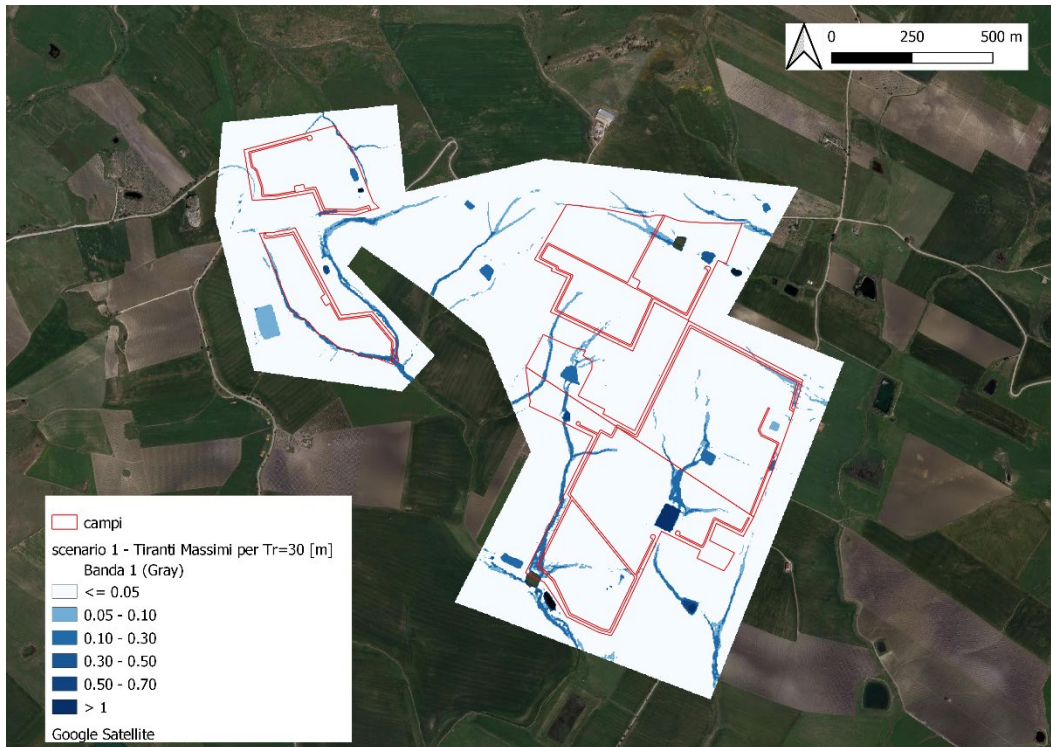 0 250 500 m
campi
scenario 1 - Tiranti Massimi per Tr=30 [m]
Banda 1 (Gray)
<= 0.05
0.05 - 0.10
0.10 - 0.30
0.30 - 0.50
0.50 - 0.70
> 1
Google Satellite